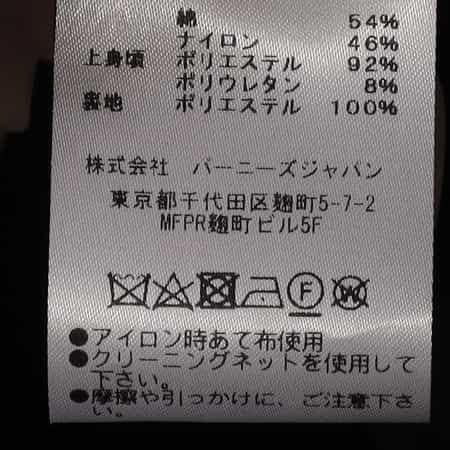 綿 54%
ナイロン 46%
上身頃 ポリエステル 92%
ポリウレタン 8%
裏地 ポリエステル 100%
株式会社 バーニーズジャパン
東京都千代田区麹町5-7-2
MFPR麹町ビル5F
F W
●アイロン時あて布使用
●クリーニングネットを使用して
下さい。
●摩擦や引っかけに、ご注意下さ
い。